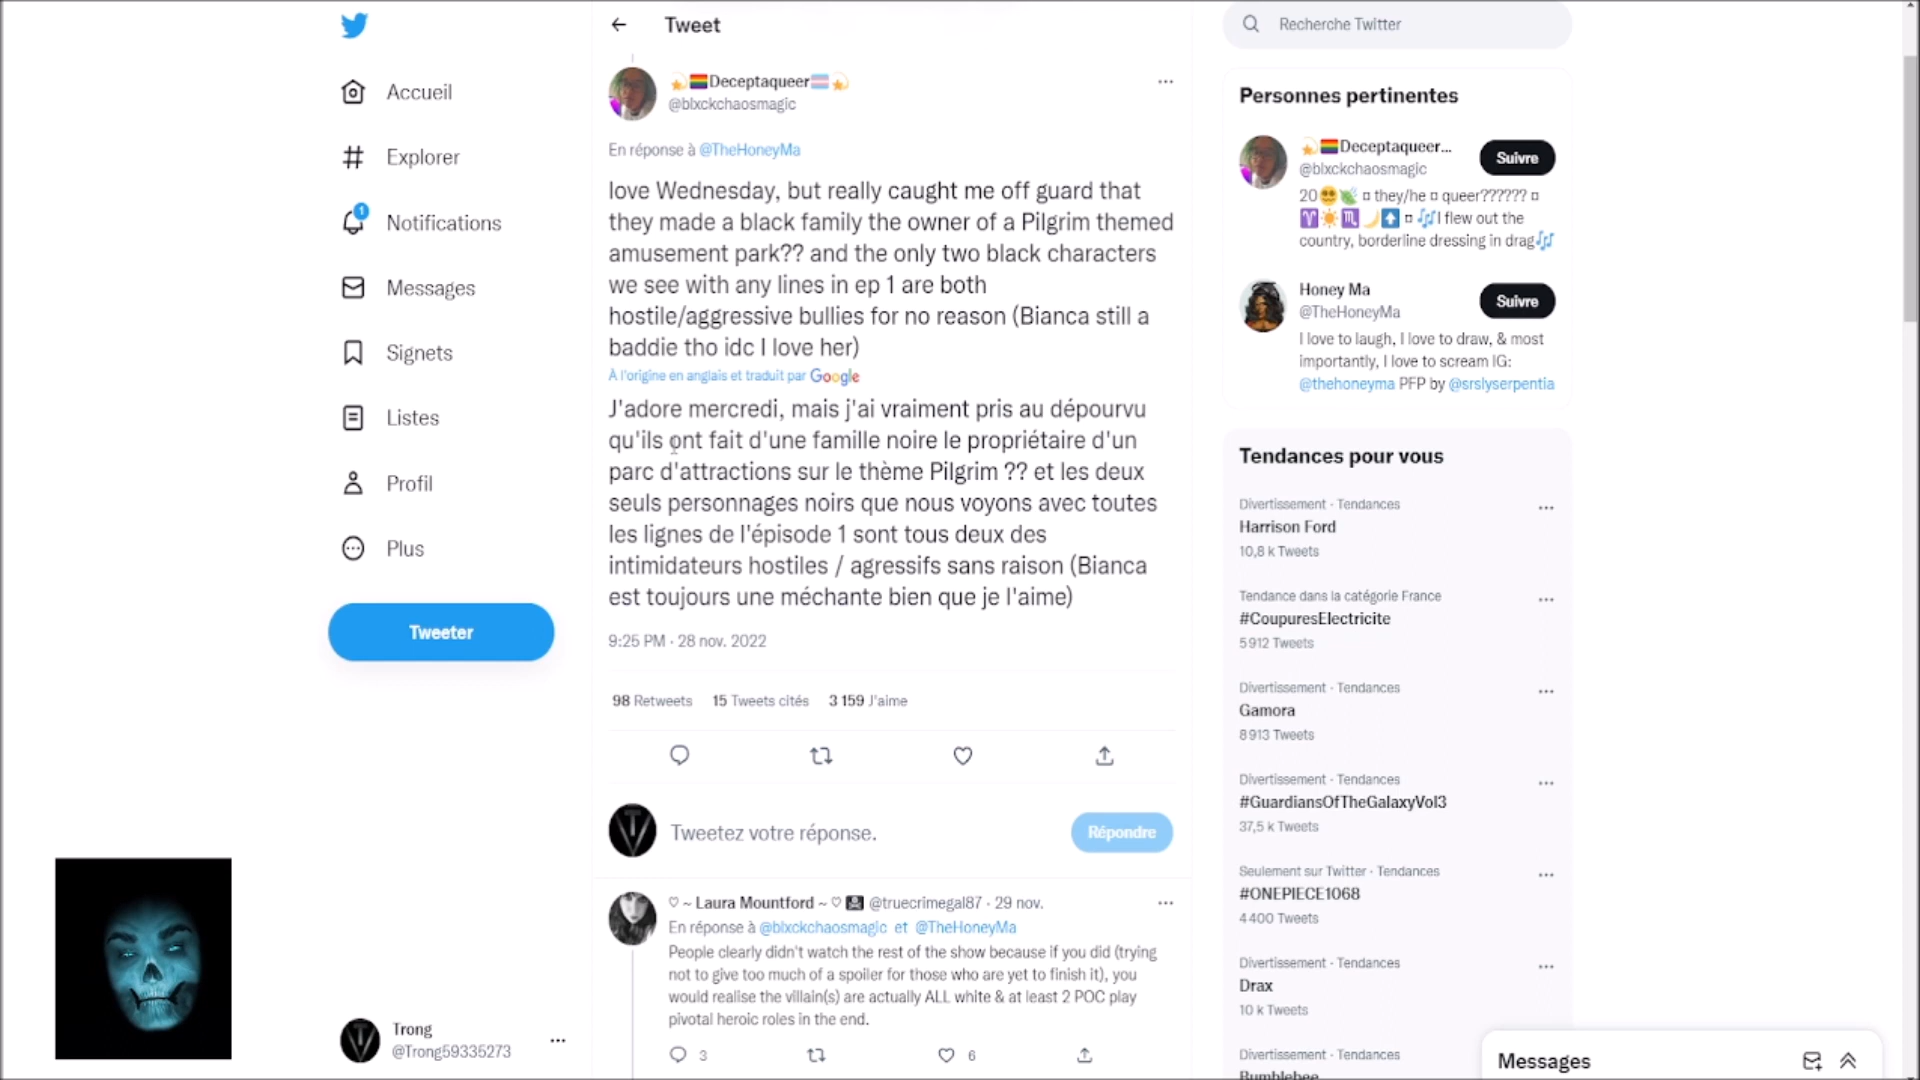 Accueil
Explorer
1
Notifications
Messages
Signets
Listes
Profil
Plus
Tweeter
Trong
@Trong59335273
Tweet
Deceptaqueer
@blxckchaosmagic
En réponse à @TheHoneyMa
love Wednesday, but really caught me off guard that
they made a black family the owner of a Pilgrim themed
amusement park?? and the only two black characters
we see with any lines in ep 1 are both
hostile/aggressive bullies for no reason (Bianca still a
baddie tho idc I love her)
À l'origine en anglais et traduit par Google
J'adore mercredi, mais j'ai vraiment pris au dépourvu
qu'ils ont fait d'une famille noire le propriétaire d'un
parc d'attractions sur le thème Pilgrim ?? et les deux
seuls personnages noirs que nous voyons avec toutes
les lignes de l'épisode 1 sont tous deux des
intimidateurs hostiles / agressifs sans raison (Bianca
est toujours une méchante bien que je l'aime)
9:25 PM · 28 nov. 2022
98 Retweets 15 Tweets cités 3 159 J'aime
Tweetez votre réponse.
Répondre
♡ ~ Laura Mountford ~ ♡ @truecrimegal87 · 29 nov.
En réponse à @blxckchaosmagic et @TheHoneyMa
People clearly didn't watch the rest of the show because if you did (trying
not to give too much of a spoiler for those who are yet to finish it), you
would realise the villain(s) are actually ALL white & at least 2 POC play
pivotal heroic roles in the end.
3 6
Recherche Twitter
Personnes pertinentes
Deceptaqueer...
@blxckchaosmagic
Suivre
20 ¤ they/he ¤ queer?????? ¤
¤ I flew out the
country, borderline dressing in drag
Honey Ma
@TheHoneyMa
Suivre
I love to laugh, I love to draw, & most
importantly, I love to scream IG:
@thehoneyma PFP by @srslyserpentia
Tendances pour vous
Divertissement · Tendances
Harrison Ford
10,8 k Tweets
Tendance dans la catégorie France
#CoupuresElectricite
5 912 Tweets
Divertissement · Tendances
Gamora
8 913 Tweets
Divertissement · Tendances
#GuardiansOfTheGalaxyVol3
37,5 k Tweets
Seulement sur Twitter · Tendances
#ONEPIECE1068
4 400 Tweets
Divertissement · Tendances
Drax
10 k Tweets
Divertissement · Tendances
Bumblebee
Messages